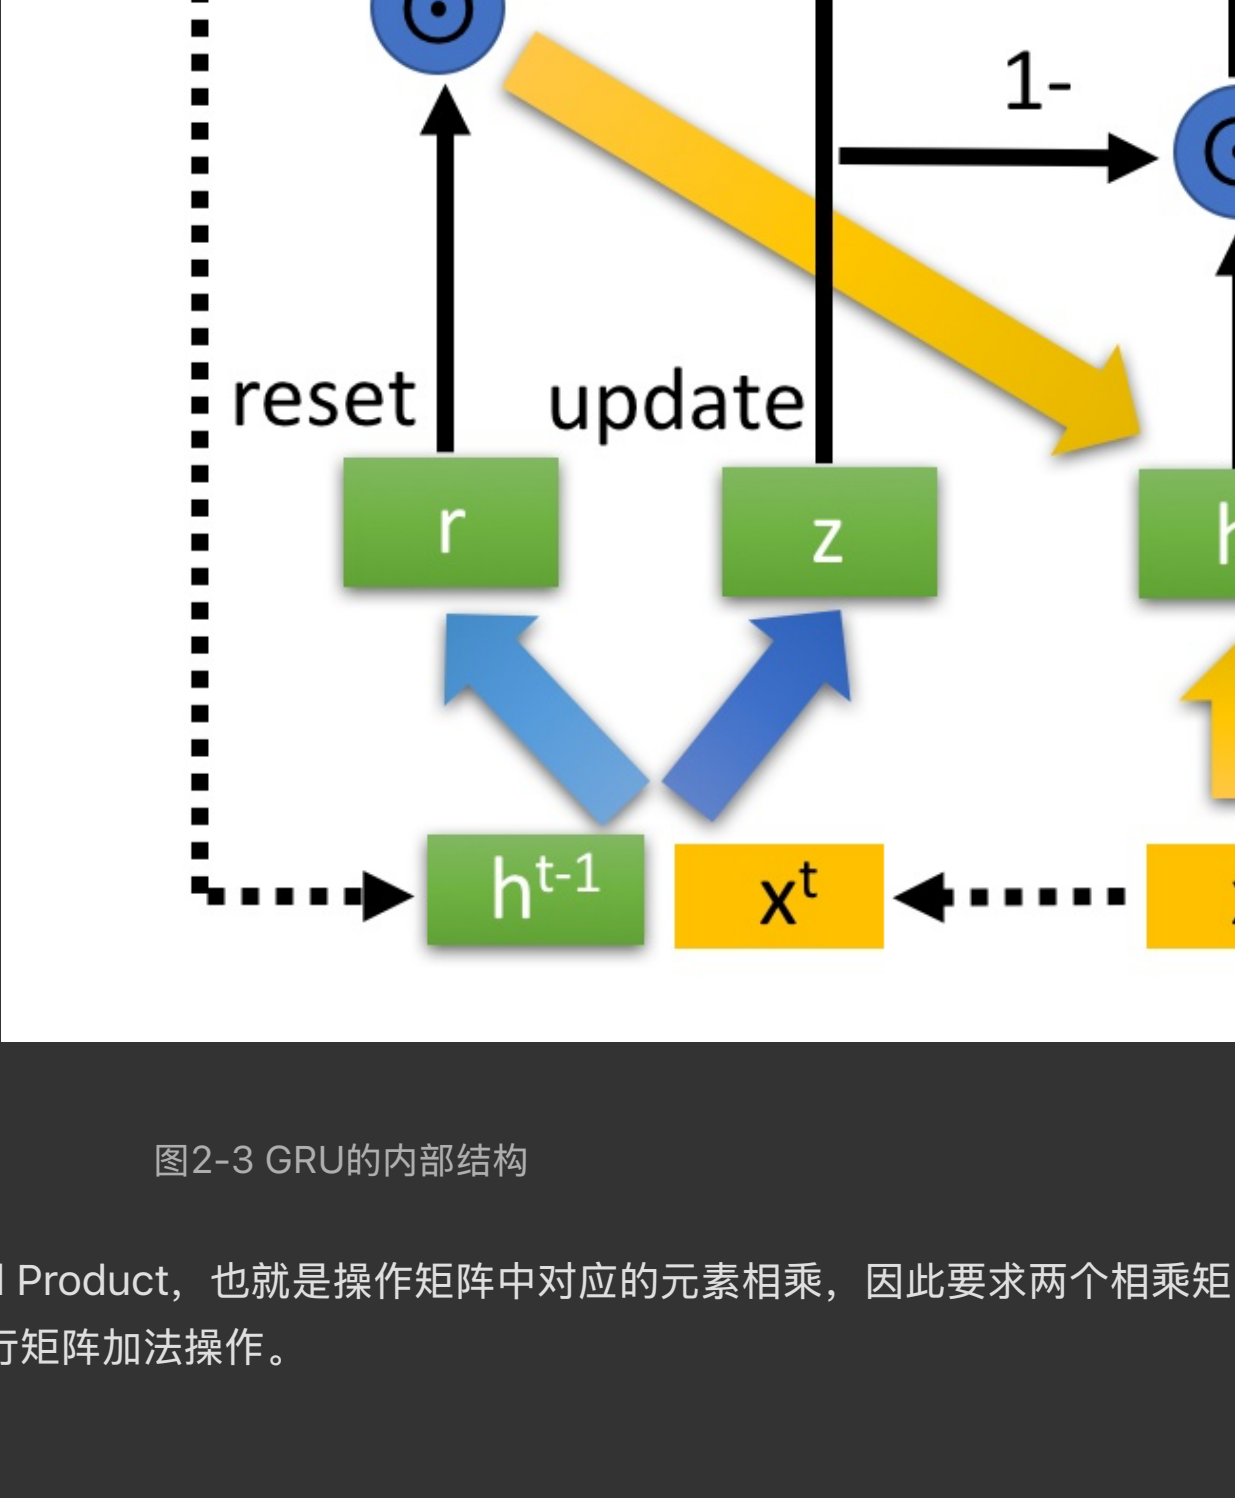 1-
reset
update
r
z
h
h^t-1
x^t
图2-3 GRU的内部结构
Product，也就是操作矩阵中对应的元素相乘，因此要求两个相乘矩
行矩阵加法操作。